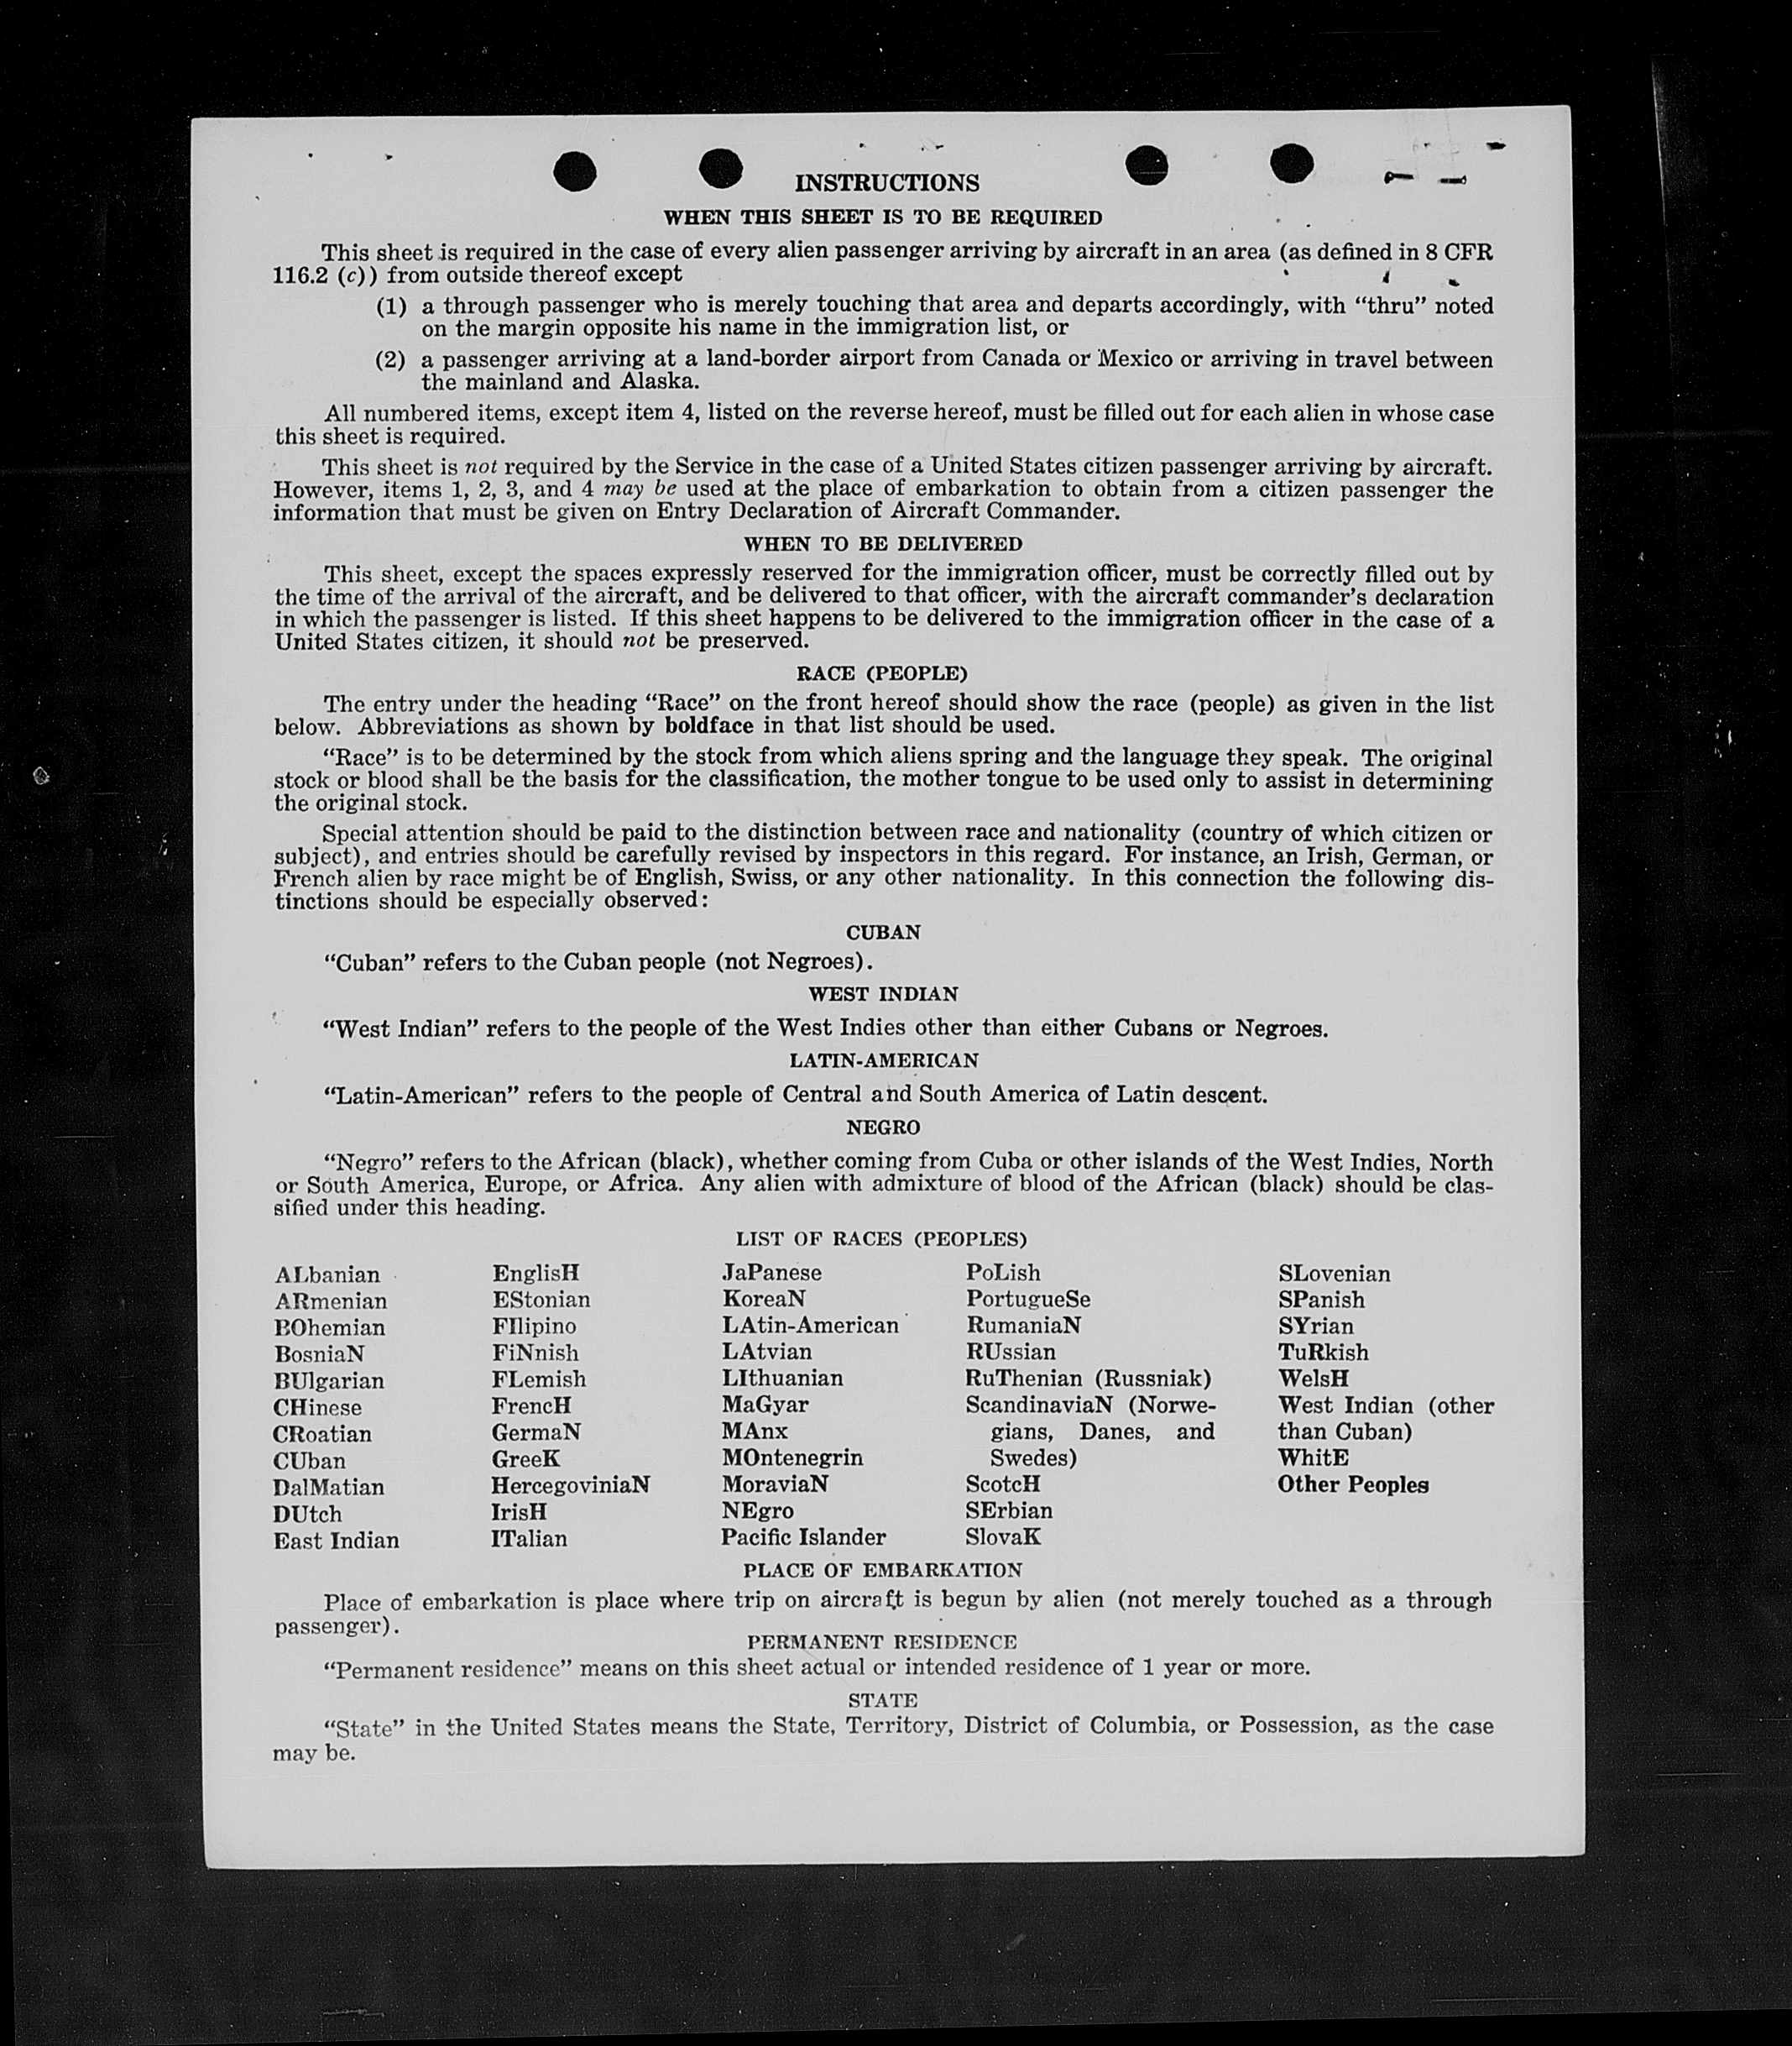 INSTRUCTIONS
WHEN THIS SHEET IS TO BE REQUIRED
This sheet is required in the case of every alien passenger arriving by aircraft in an area (as defined in 8 CFR
116.2 (c)) from outside thereof except
(1) a through passenger who is merely touching that area and departs accordingly, with “thru” noted
on the margin opposite his name in the immigration list, or
(2) a passenger arriving at a land-border airport from Canada or Mexico or arriving in travel between
the mainland and Alaska.
All numbered items, except item 4, listed on the reverse hereof, must be filled out for each alien in whose case
this sheet is required.
This sheet is not required by the Service in the case of a United States citizen passenger arriving by aircraft.
However, items 1, 2, 3, and 4 may be used at the place of embarkation to obtain from a citizen passenger the
information that must be given on Entry Declaration of Aircraft Commander.
WHEN TO BE DELIVERED
This sheet, except the spaces expressly reserved for the immigration officer, must be correctly filled out by
the time of the arrival of the aircraft, and be delivered to that officer, with the aircraft commander’s declaration
in which the passenger is listed. If this sheet happens to be delivered to the immigration officer in the case of a
United States citizen, it should not be preserved.
RACE (PEOPLE)
The entry under the heading “Race” on the front hereof should show the race (people) as given in the list
below. Abbreviations as shown by boldface in that list should be used.
“Race” is to be determined by the stock from which aliens spring and the language they speak. The original
stock or blood shall be the basis for the classification, the mother tongue to be used only to assist in determining
the original stock.
Special attention should be paid to the distinction between race and nationality (country of which citizen or
subject), and entries should be carefully revised by inspectors in this regard. For instance, an Irish, German, or
French alien by race might be of English, Swiss, or any other nationality. In this connection the following dis-
tinctions should be especially observed:
CUBAN
“Cuban” refers to the Cuban people (not Negroes).
WEST INDIAN
“West Indian” refers to the people of the West Indies other than either Cubans or Negroes.
LATIN-AMERICAN
“Latin-American” refers to the people of Central and South America of Latin descent.
NEGRO
“Negro” refers to the African (black), whether coming from Cuba or other islands of the West Indies, North
or South America, Europe, or Africa. Any alien with admixture of blood of the African (black) should be clas-
sified under this heading.
LIST OF RACES (PEOPLES)
ALbanian
ARmenian
BOhemian
BosniaN
BUlgarian
CHinese
CRoatian
CUban
DalMatian
DUtch
East Indian
EnglisH
EStonian
FIlipino
FiNnish
FLemish
FrencH
GermaN
GreeK
HercegoviniaN
IrisH
ITalian
JaPanese
KoreaN
LAtin-American
LAtvian
LIthuanian
MaGyar
MAnx
MOntenegrin
MoraviaN
NEgro
Pacific Islander
PoLish
PortugueSe
RumaniaN
RUssian
RuThenian (Russniak)
ScandinaviaN (Norwe-
gians, Danes, and
Swedes)
ScotcH
SErbian
SlovaK
SLovenian
SPanish
SYrian
TuRkish
WelsH
West Indian (other
than Cuban)
WhitE
Other Peoples
PLACE OF EMBARKATION
Place of embarkation is place where trip on aircraft is begun by alien (not merely touched as a through
passenger).
PERMANENT RESIDENCE
“Permanent residence” means on this sheet actual or intended residence of 1 year or more.
STATE
“State” in the United States means the State, Territory, District of Columbia, or Possession, as the case
may be.